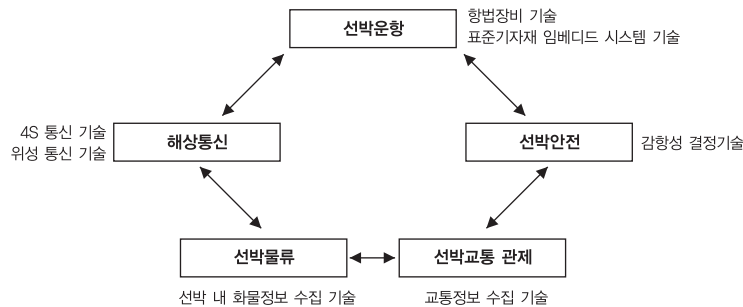 선박운항
항법장비 기술
표준기자재 임베디드 시스템 기술
4S 통신 기술
위성 통신 기술
해상통신
선박안전
감항성 결정기술
선박물류
선박교통 관제
선박 내 화물정보 수집 기술
교통정보 수집 기술